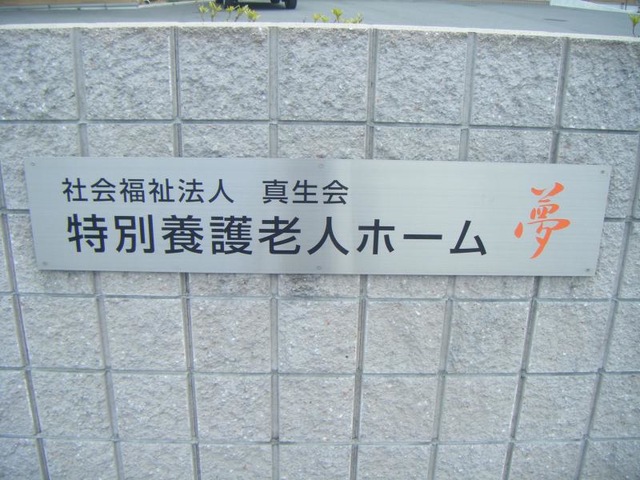 社会福祉法人　真生会
特別養護老人ホーム 夢